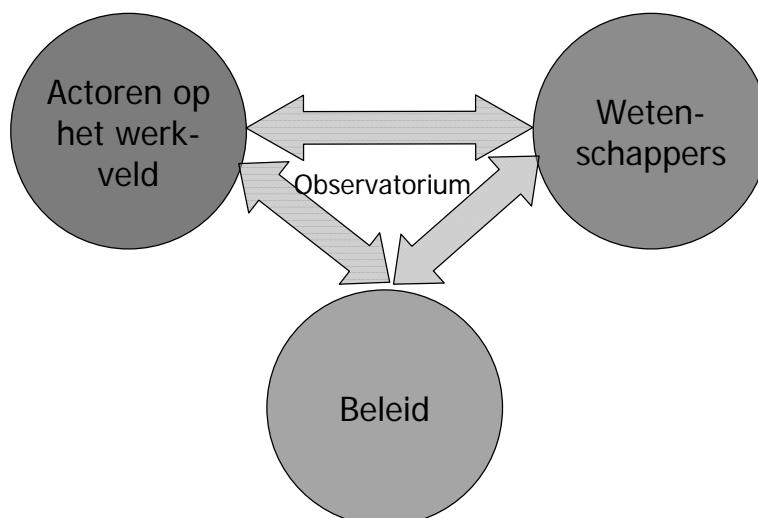 Actoren op
het werk-
veld
Weten-
schappers
Observatorium
Beleid